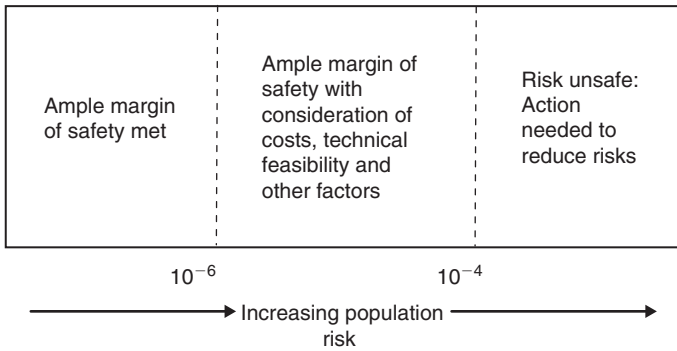 Ample margin
of safety met
Ample margin of
safety with
consideration of
costs, technical
feasibility and
other factors
Risk unsafe:
Action
needed to
reduce risks
10⁻⁶
10⁻⁴
Increasing population
risk